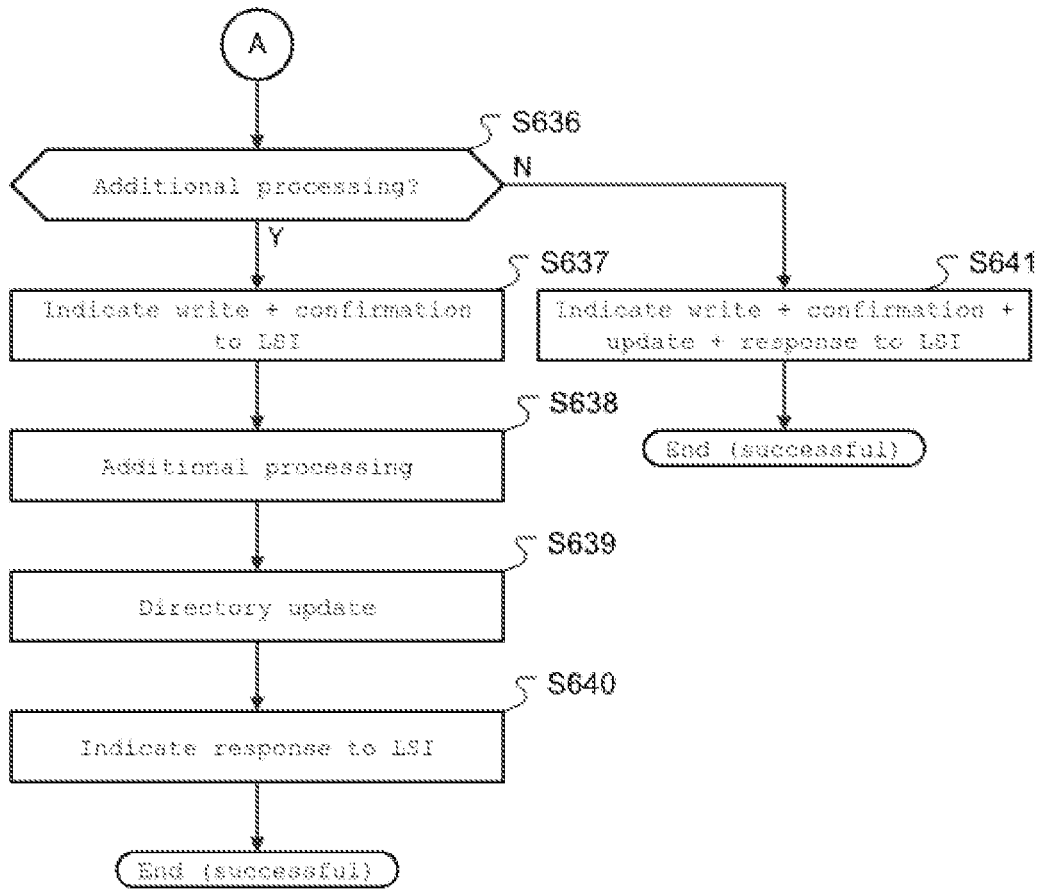 A
S636
Additional processing?
N
Y
S637
Indicate write + confirmation
to LSI
S641
Indicate write + confirmation +
update + response to LSI
S638
Additional processing
End (successful)
S639
Directory update
S640
Indicate response to LSI
End (successful)